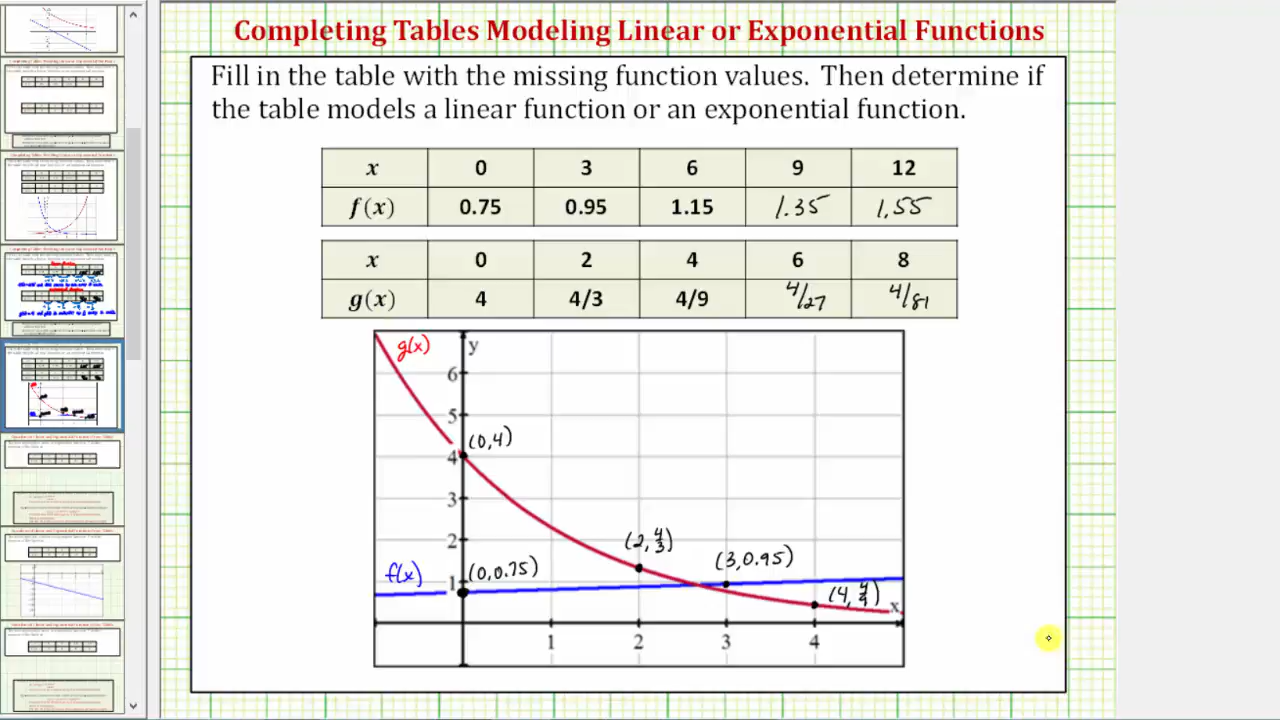 Completing Tables Modeling Linear or Exponential Functions
Fill in the table with the missing function values. Then determine if
the table models a linear function or an exponential function.
x 0 3 6 9 12
f(x) 0.75 0.95 1.15 1.35 1.55
x 0 2 4 6 8
g(x) 4 4/3 4/9 4/27 4/81
g(x) y
6
5
(0,4)
4
3
2 (2,4/3)
(3,0.95)
f(x) 1 (0,0.75)
(4,4/9) x
1 2 3 4